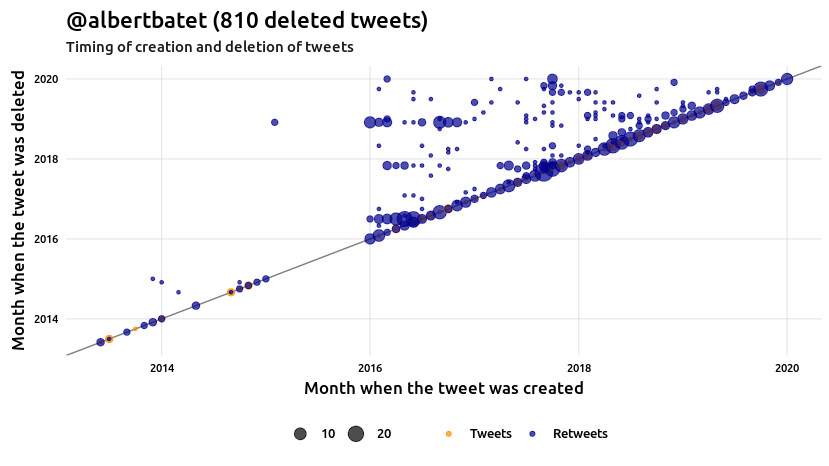 @albertbatet (810 deleted tweets)
Timing of creation and deletion of tweets
Month when the tweet was deleted
2020
2018
2016
2014
2014 2016 2018 2020
Month when the tweet was created
10 20 Tweets Retweets